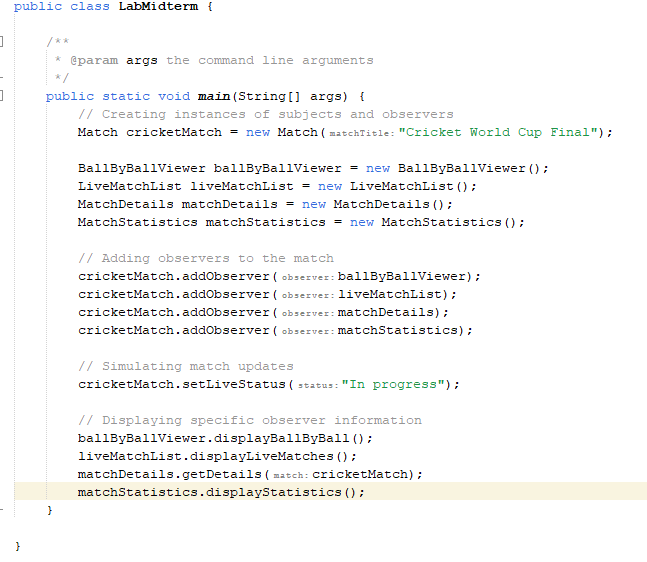 public class LabMidterm {
/**
* @param args the command line arguments
*/
public static void main(String[] args) {
// Creating instances of subjects and observers
Match cricketMatch = new Match( matchTitle: "Cricket World Cup Final");
BallByBallViewer ballByBallViewer = new BallByBallViewer();
LiveMatchList liveMatchList = new LiveMatchList();
MatchDetails matchDetails = new MatchDetails();
MatchStatistics matchStatistics = new MatchStatistics();
// Adding observers to the match
cricketMatch.addObserver( observer: ballByBallViewer);
cricketMatch.addObserver( observer: liveMatchList);
cricketMatch.addObserver( observer: matchDetails);
cricketMatch.addObserver( observer: matchStatistics);
// Simulating match updates
cricketMatch.setLiveStatus( status: "In progress");
// Displaying specific observer information
ballByBallViewer.displayBallByBall();
liveMatchList.displayLiveMatches();
matchDetails.getDetails( match: cricketMatch);
matchStatistics.displayStatistics();
}
}